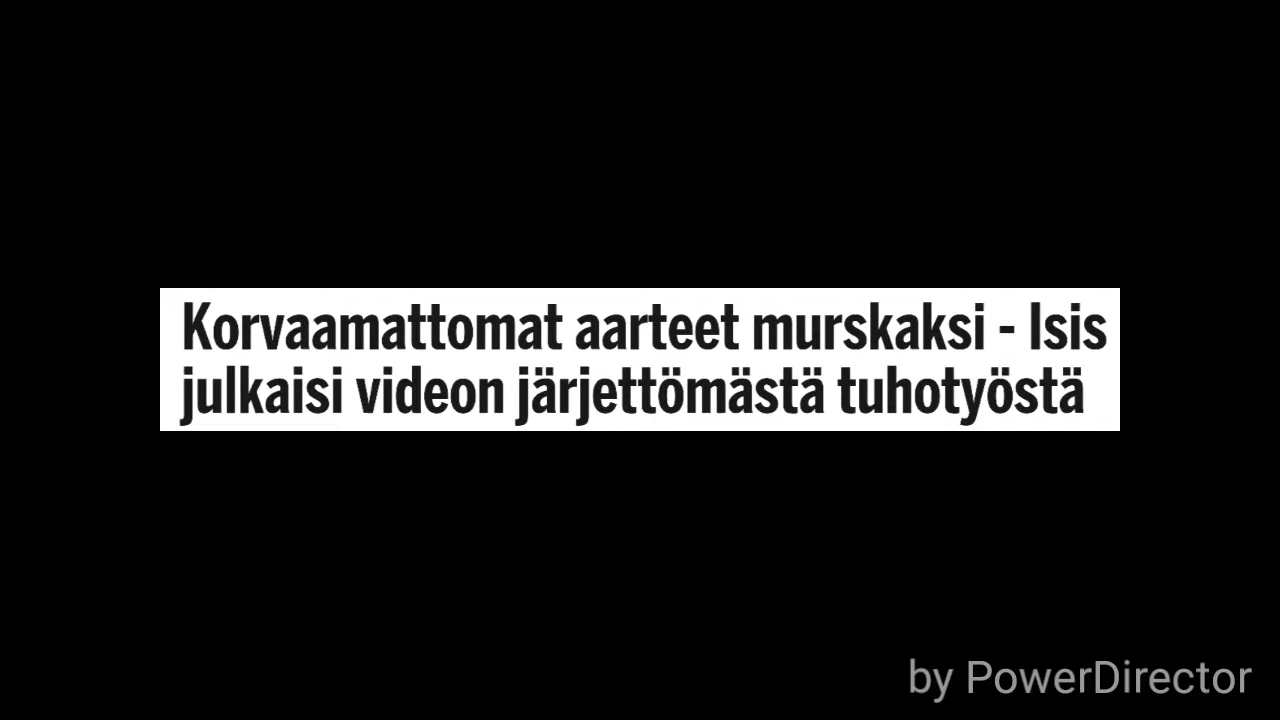 Korvaamattomat aarteet murskaksi - Isis
julkaisi videon järjettömästä tuhotyöstä
by PowerDirector